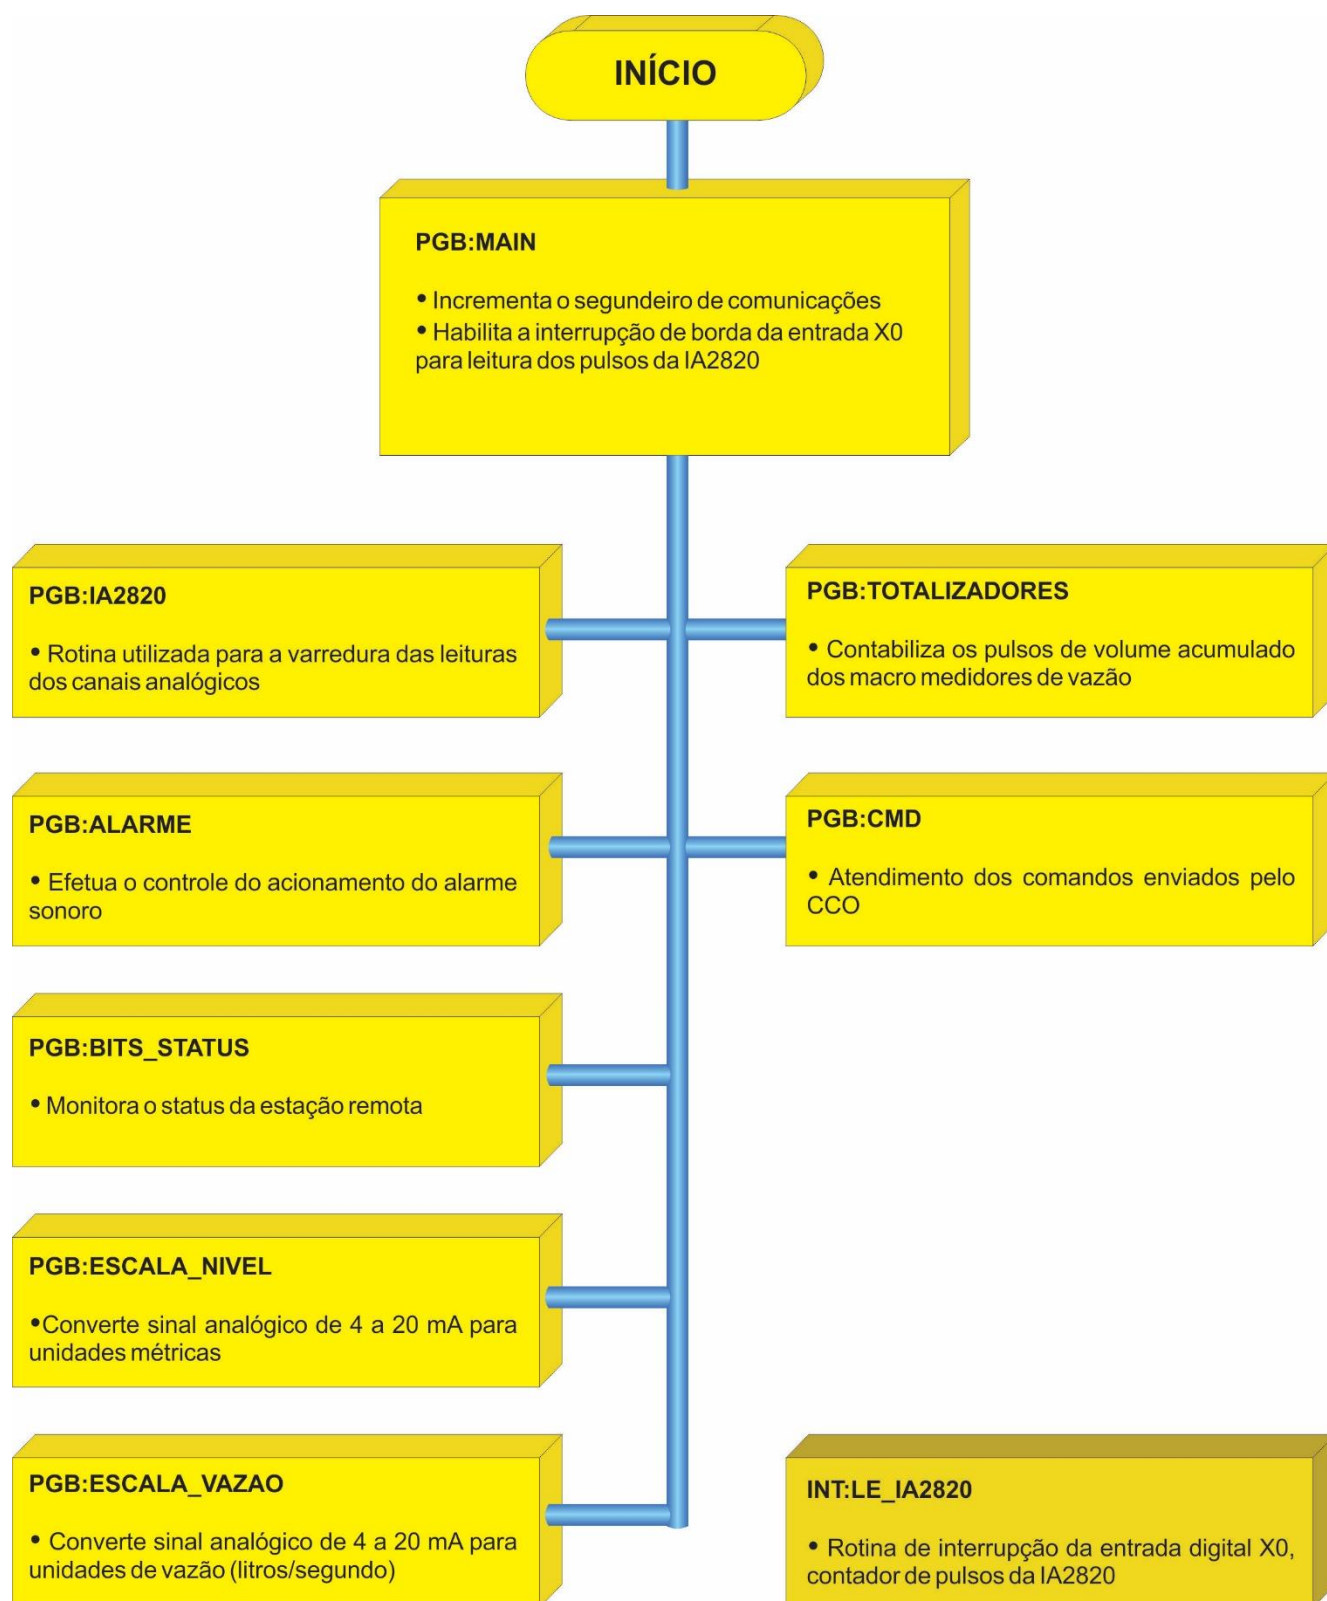 INÍCIO
PGB:MAIN
• Incrementa o segundeiro de comunicações
• Habilita a interrupção de borda da entrada X0
para leitura dos pulsos da IA2820
PGB:IA2820
• Rotina utilizada para a varredura das leituras
dos canais analógicos
PGB:TOTALIZADORES
• Contabiliza os pulsos de volume acumulado
dos macro medidores de vazão
PGB:ALARME
• Efetua o controle do acionamento do alarme
sonoro
PGB:CMD
• Atendimento dos comandos enviados pelo
CCO
PGB:BITS_STATUS
• Monitora o status da estação remota
PGB:ESCALA_NIVEL
•Converte sinal analógico de 4 a 20 mA para
unidades métricas
PGB:ESCALA_VAZAO
• Converte sinal analógico de 4 a 20 mA para
unidades de vazão (litros/segundo)
INT:LE_IA2820
• Rotina de interrupção da entrada digital X0,
contador de pulsos da IA2820